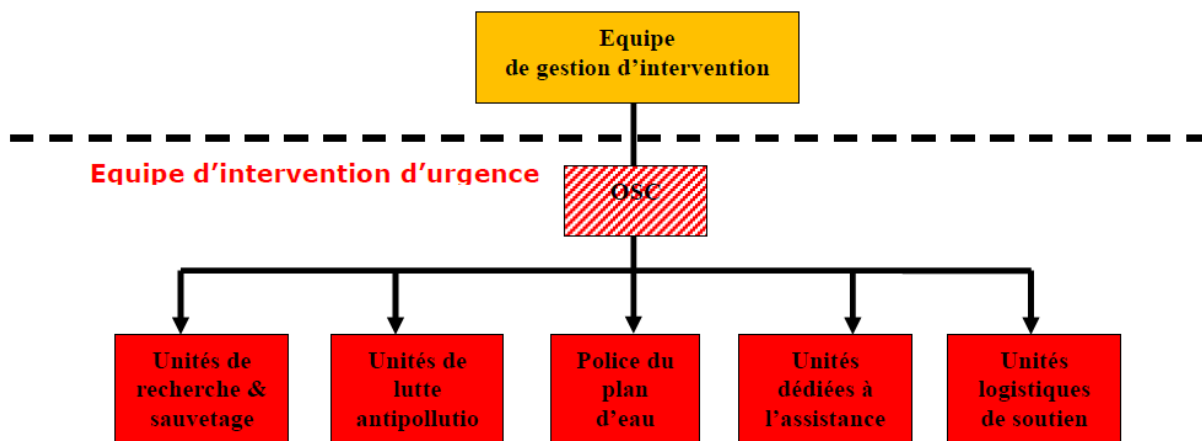 Equipe
de gestion d'intervention
Equipe d'intervention d'urgence
OSC
Unités de
recherche &
sauvetage
Unités de
lutte
antipollutio
Police du
plan
d'eau
Unités
dédiées à
l'assistance
Unités
logistiques
de soutien